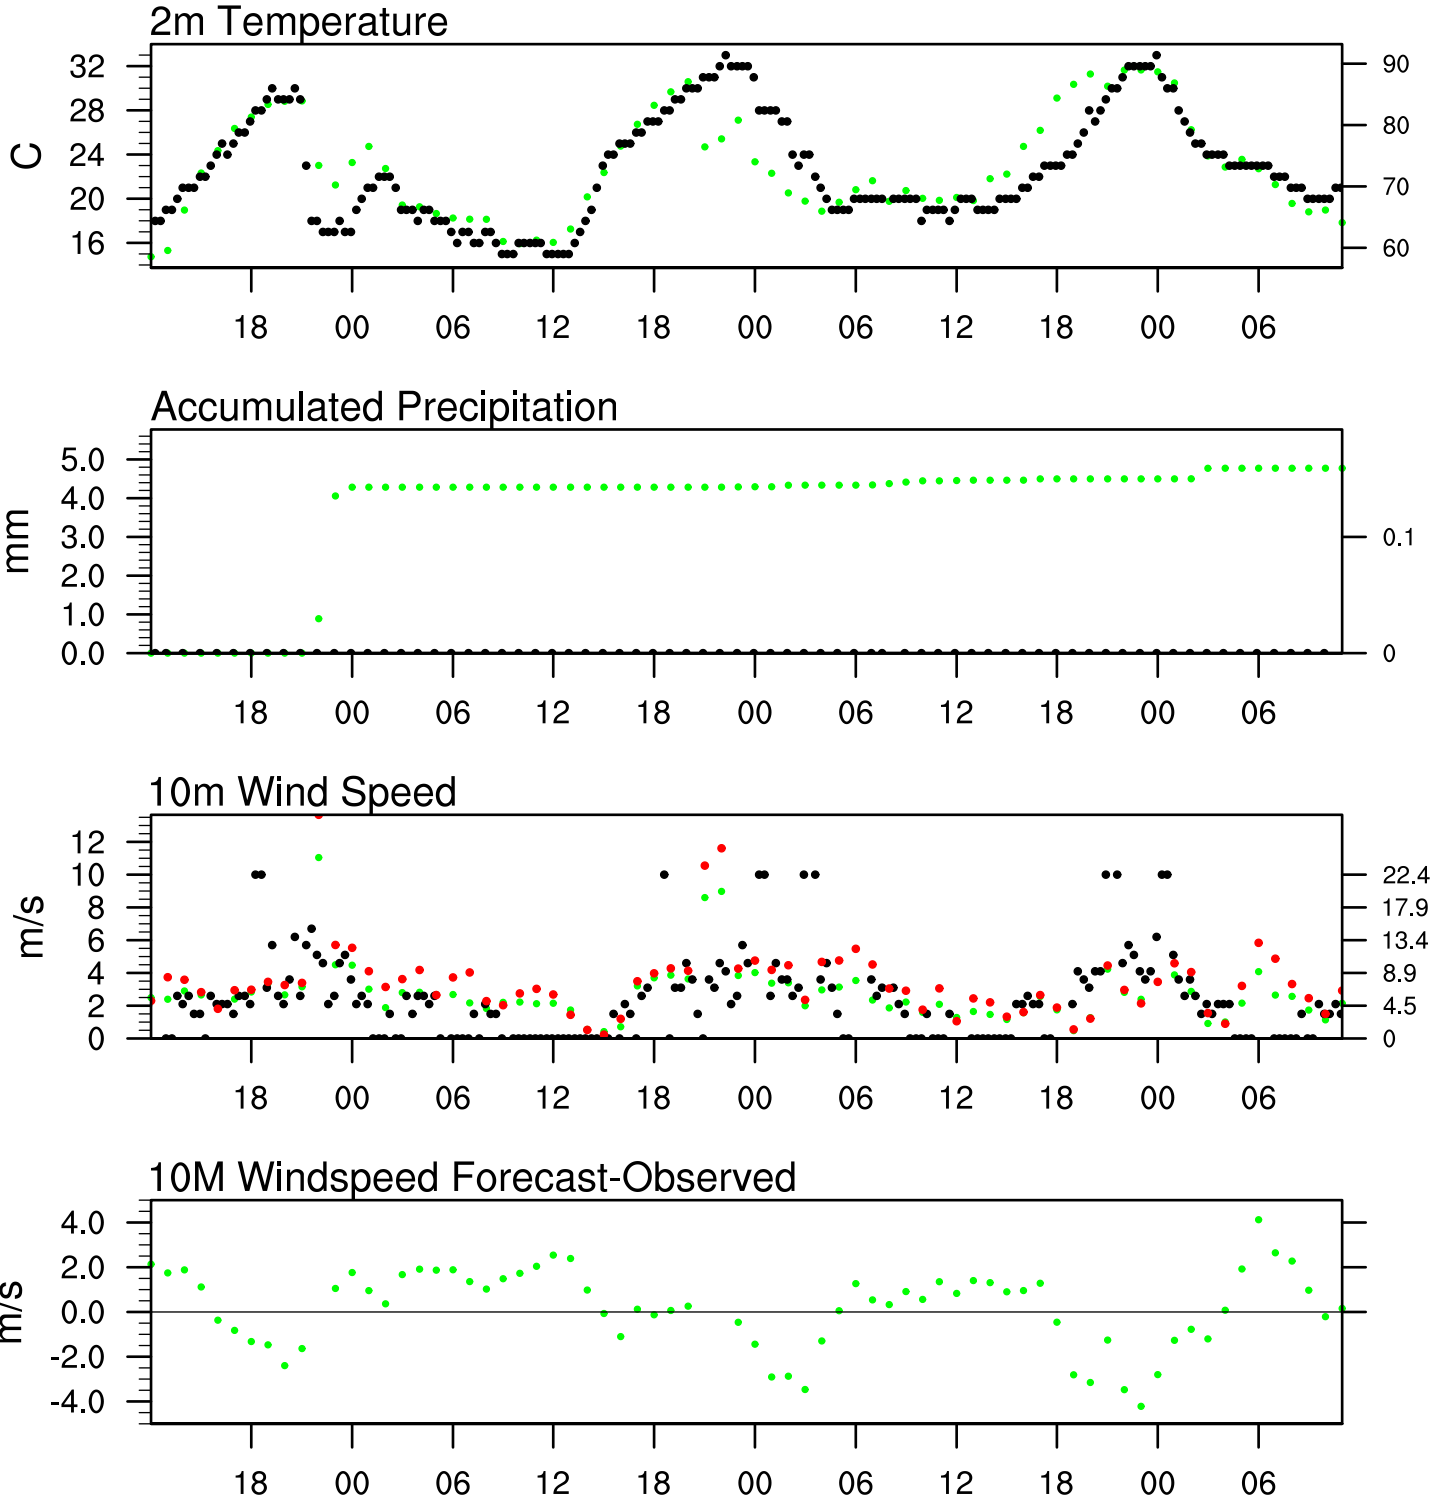 2m Temperature
32 90
28
80
C 24
20 70
16 60
18 00 06 12 18 00 06 12 18 00 06
Accumulated Precipitation
5.0
4.0
mm 3.0 0.1
2.0
1.0
0.0 0
18 00 06 12 18 00 06 12 18 00 06
10m Wind Speed
12
10 22.4
8 17.9
m/s 6 13.4
4 8.9
2 4.5
0 0
18 00 06 12 18 00 06 12 18 00 06
10M Windspeed Forecast-Observed
4.0
2.0
m/s 0.0
-2.0
-4.0
18 00 06 12 18 00 06 12 18 00 06